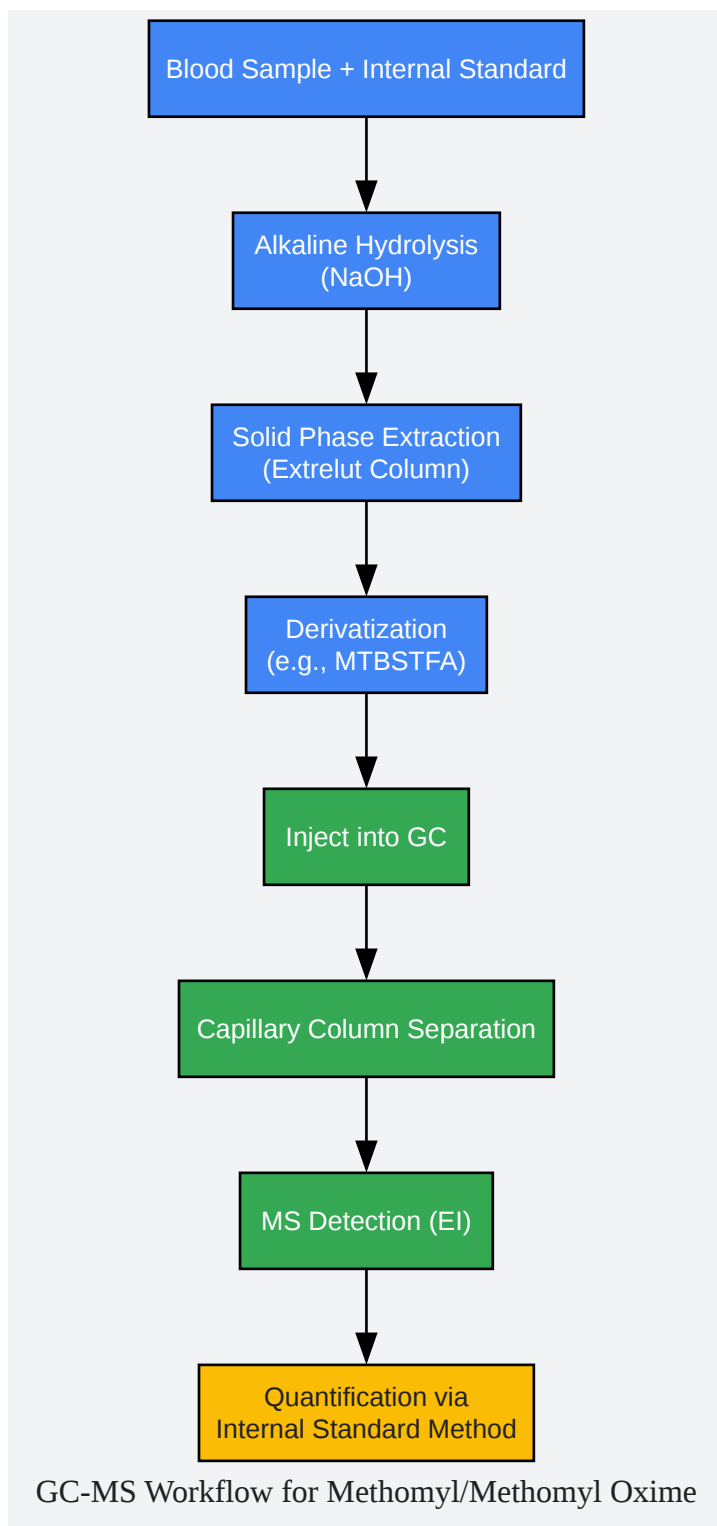 Blood Sample + Internal Standard
Alkaline Hydrolysis
(NaOH)
Solid Phase Extraction
(Extrelut Column)
Derivatization
(e.g., MTBSTFA)
Inject into GC
Capillary Column Separation
MS Detection (EI)
Quantification via
Internal Standard Method
GC-MS Workflow for Methomyl/Methomyl Oxime